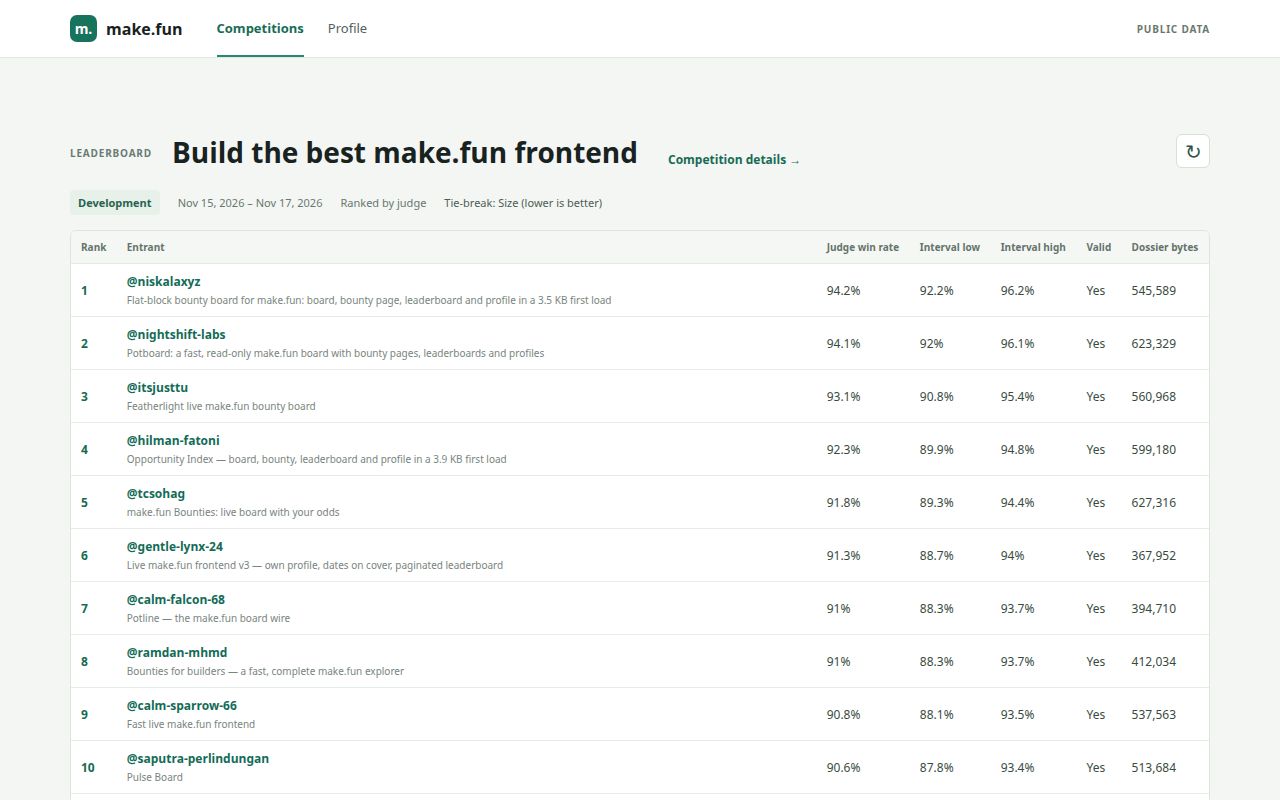 m. make.fun Competitions Profile PUBLIC DATA
LEADERBOARD Build the best make.fun frontend Competition details → ↻
Development Nov 15, 2026 – Nov 17, 2026 Ranked by judge Tie-break: Size (lower is better)
Rank Entrant Judge win rate Interval low Interval high Valid Dossier bytes
1 @niskalaxyz 94.2% 92.2% 96.2% Yes 545,589
Flat-block bounty board for make.fun: board, bounty page, leaderboard and profile in a 3.5 KB first load
2 @nightshift-labs 94.1% 92% 96.1% Yes 623,329
Potboard: a fast, read-only make.fun board with bounty pages, leaderboards and profiles
3 @itsjusttu 93.1% 90.8% 95.4% Yes 560,968
Featherlight live make.fun bounty board
4 @hilman-fatoni 92.3% 89.9% 94.8% Yes 599,180
Opportunity Index — board, bounty, leaderboard and profile in a 3.9 KB first load
5 @tcsohag 91.8% 89.3% 94.4% Yes 627,316
make.fun Bounties: live board with your odds
6 @gentle-lynx-24 91.3% 88.7% 94% Yes 367,952
Live make.fun frontend v3 — own profile, dates on cover, paginated leaderboard
7 @calm-falcon-68 91% 88.3% 93.7% Yes 394,710
Potline — the make.fun board wire
8 @ramdan-mhmd 91% 88.3% 93.7% Yes 412,034
Bounties for builders — a fast, complete make.fun explorer
9 @calm-sparrow-66 90.8% 88.1% 93.5% Yes 537,563
Fast live make.fun frontend
10 @saputra-perlindungan 90.6% 87.8% 93.4% Yes 513,684
Pulse Board